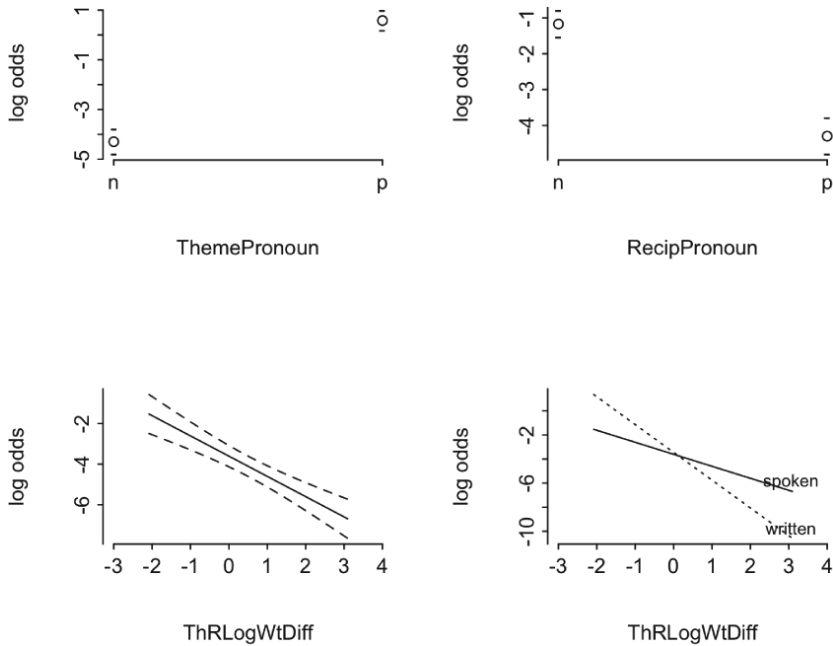 log odds
1
-1
-3
-5
n
p
ThemePronoun
log odds
-1
-2
-4
n
p
RecipPronoun
log odds
-2
-4
-6
-3 -2 -1 0 1 2 3 4
ThRLogWtDiff
log odds
-2
-6
-10
spoken
written
-3 -2 -1 0 1 2 3 4
ThRLogWtDiff